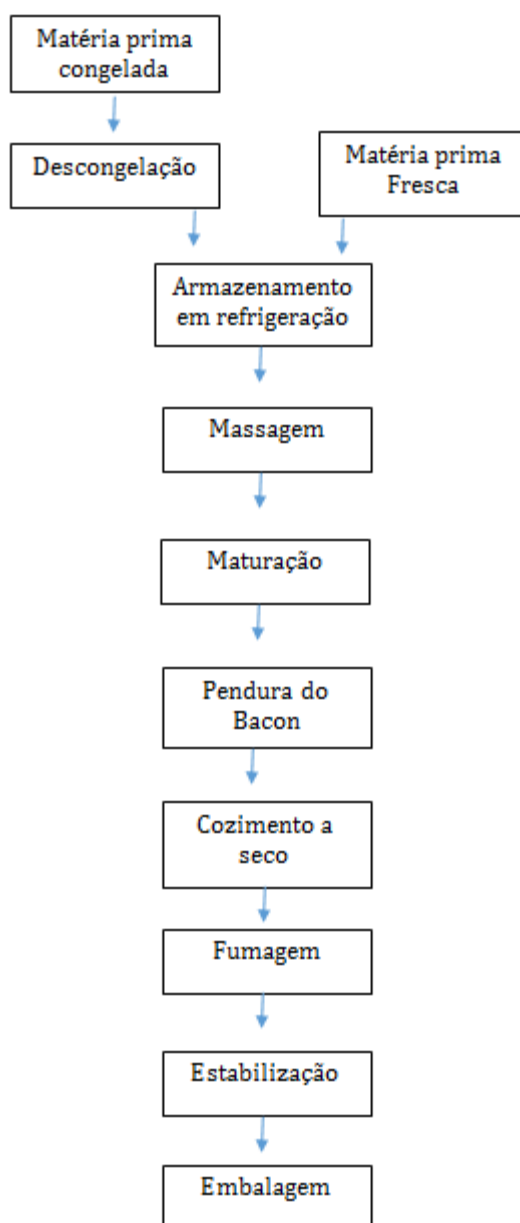 Matéria prima
congelada
Descongelação
Matéria prima
Fresca
Armazenamento
em refrigeração
Massagem
Maturação
Pendura do
Bacon
Cozimento a
seco
Fumagem
Estabilização
Embalagem